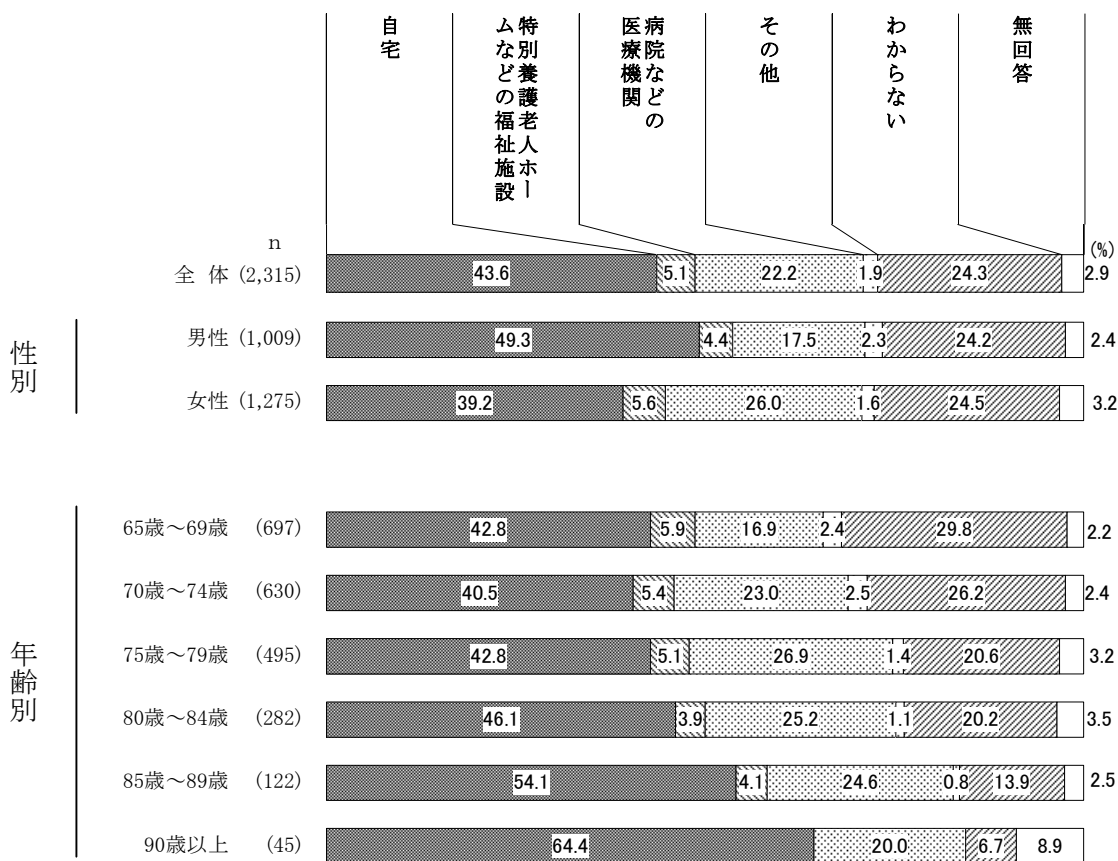 自宅
特別養護老人ホー
ムなどの福祉施設
病院などの
医療機関
その他
わからない
無回答
n
(%)
全 体 (2,315) 43.6 5.1 22.2 1.9 24.3 2.9
性別
男性 (1,009) 49.3 4.4 17.5 2.3 24.2 2.4
女性 (1,275) 39.2 5.6 26.0 1.6 24.5 3.2
年齢別
65歳～69歳 (697) 42.8 5.9 16.9 2.4 29.8 2.2
70歳～74歳 (630) 40.5 5.4 23.0 2.5 26.2 2.4
75歳～79歳 (495) 42.8 5.1 26.9 1.4 20.6 3.2
80歳～84歳 (282) 46.1 3.9 25.2 1.1 20.2 3.5
85歳～89歳 (122) 54.1 4.1 24.6 0.8 13.9 2.5
90歳以上 (45) 64.4 20.0 6.7 8.9